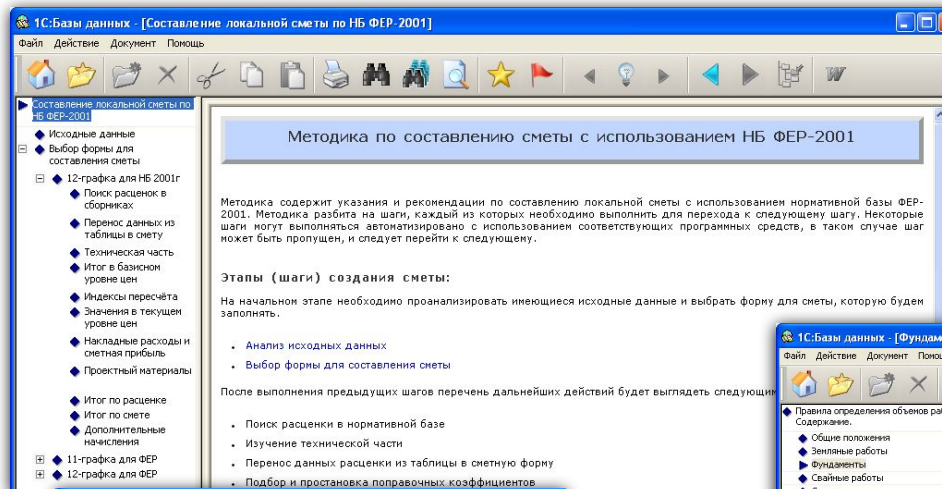 1С:Базы данных - [Составление локальной сметы по НБ ФЕР-2001]
Файл Действие Документ Помощь
W
Составление локальной сметы по
НБ ФЕР-2001
Исходные данные
Выбор формы для
составления сметы
12-графка для НБ 2001г
Поиск расценок в
сборниках
Перенос данных из
таблицы в смету
Техническая часть
Итог в базисном
уровне цен
Индексы пересчёта
Значения в текущем
уровне цен
Накладные расходы и
сметная прибыль
Проектный материалы
Итог по расценке
Итог по смете
Дополнительные
начисления
11-графка для ФЕР
12-графка для ФЕР
Методика по составлению сметы с использованием НБ ФЕР-2001
Методика содержит указания и рекомендации по составлению локальной сметы с использованием нормативной базы ФЕР-
2001. Методика разбита на шаги, каждый из которых необходимо выполнить для перехода к следующему шагу. Некоторые
шаги могут выполняться автоматизировано с использованием соответствующих программных средств, в таком случае шаг
может быть пропущен, и следует перейти к следующему.
Этапы (шаги) создания сметы:
На начальном этапе необходимо проанализировать имеющиеся исходные данные и выбрать форму для сметы, которую будем
заполнять.
Анализ исходных данных
Выбор формы для составления сметы
После выполнения предыдущих шагов перечень дальнейших действий будет выглядеть следующим
Поиск расценки в нормативной базе
Изучение технической части
Перенос данных расценки из таблицы в сметную форму
Подбор и простановка поправочных коэффициентов
1С:Базы данных - [Фундам
Файл Действие Документ Помощ
Правила определения объемов раб
Содержание.
Общие положения
Земляные работы
Фундаменты
Свайные работы